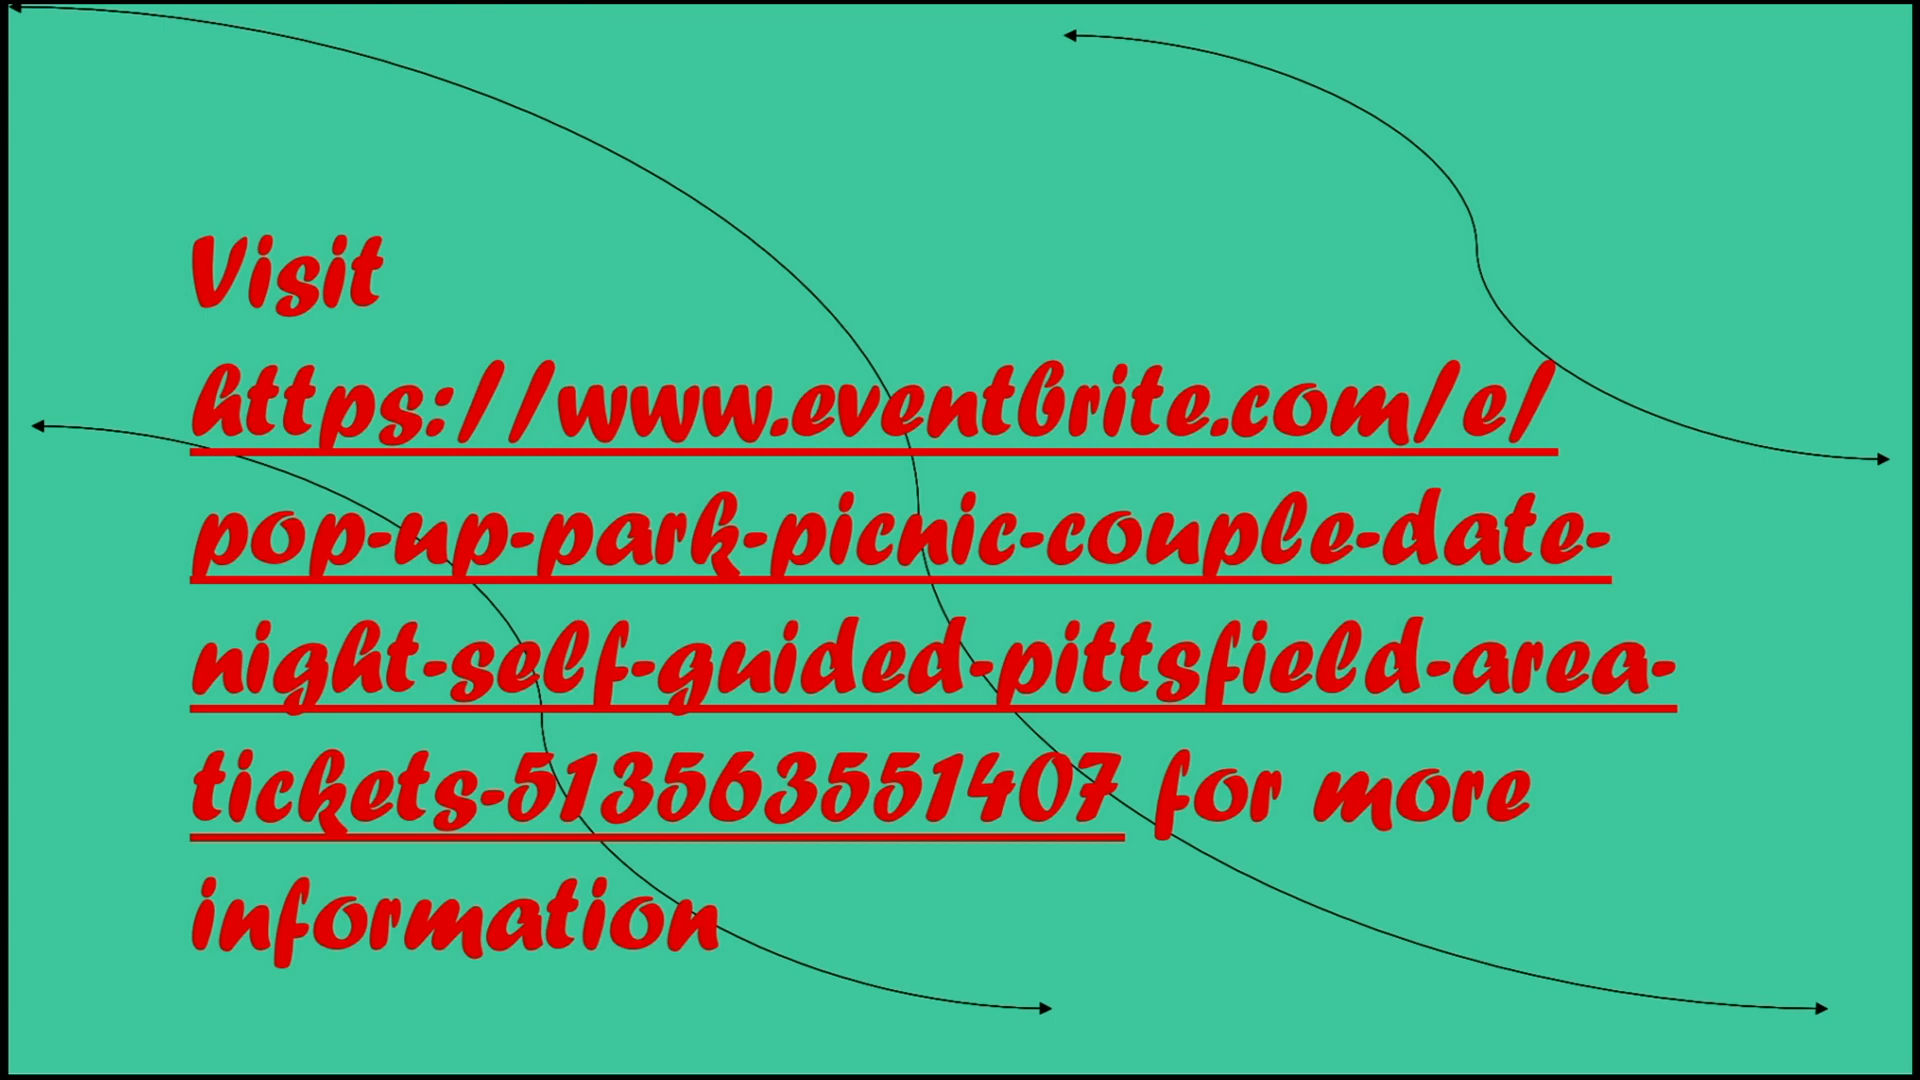 Visit
https://www.eventbrite.com/e/
pop-up-park-picnic-couple-date-
night-self-guided-pittsfield-area-
tickets-513563551407 for more
information